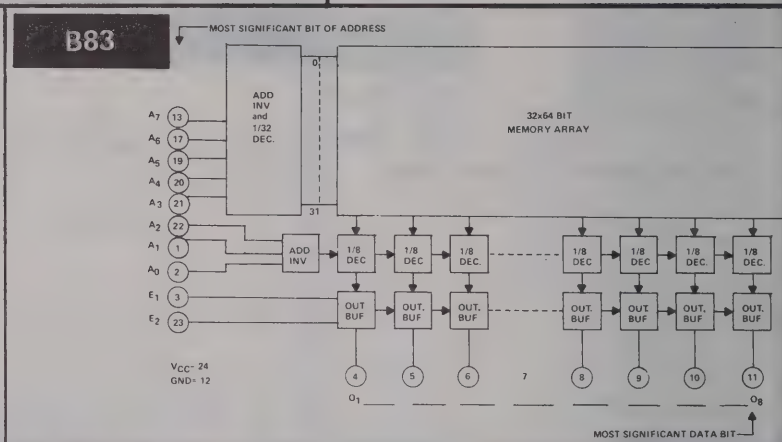 B83
MOST SIGNIFICANT BIT OF ADDRESS
ADD
INV
and
1/32
DEC.
0
31
32x64 BIT
MEMORY ARRAY
A7 13
A6 17
A5 19
A4 20
A3 21
A2 22
A1 1
A0 2
E1 3
E2 23
ADD
INV
1/8
DEC
1/8
DEC
1/8
DEC.
1/8
DEC
1/8
DEC.
1/8
DEC.
1/8
DEC.
OUT
BUF
OUT.
BUF
OUT.
BUF
OUT.
BUF
OUT.
BUF
OUT.
BUF
OUT.
BUF
VCC= 24
GND= 12
4 5 6 7 8 9 10 11
O1 O8
MOST SIGNIFICANT DATA BIT